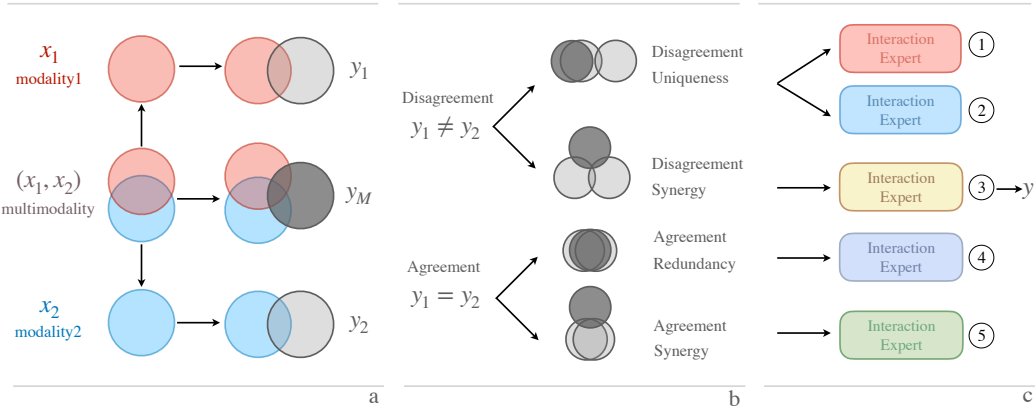 x₁
modality1
y₁
(x₁, x₂)
multimodality
y_M
x₂
modality2
y₂
a
Disagreement
y₁ ≠ y₂
Disagreement
Uniqueness
Disagreement
Synergy
Agreement
y₁ = y₂
Agreement
Redundancy
Agreement
Synergy
b
Interaction
Expert
①
Interaction
Expert
②
Interaction
Expert
③
y
Interaction
Expert
④
Interaction
Expert
⑤
c